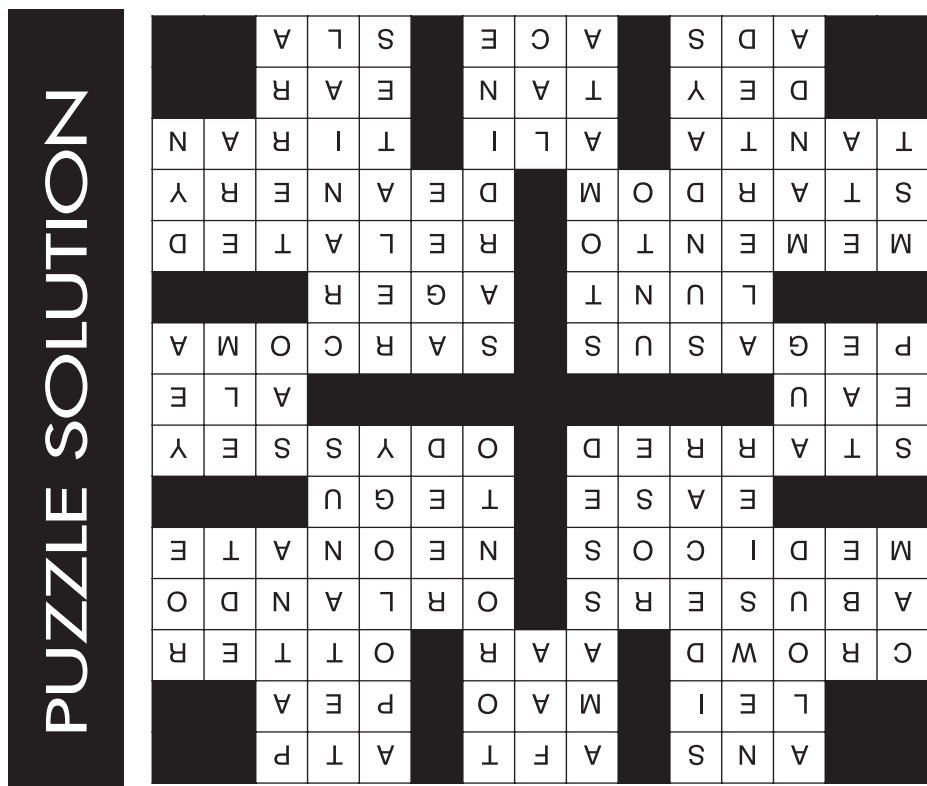 PUZZLE SOLUTION
ANS AFT ATP
LEI MAO PEA
CROWD AAR OTTER
ABUSERS ORLANDO
MEDICOS NEONATE
EASE TEGU
STARRED ODYSSEY
EAU ALE
PEGASUS SARCOMA
LUNT AGER
MEMENTO RELATED
STARDOM DEANERY
TANTA ALI TIRAN
DEY TAN EAR
ADS ACE SLA